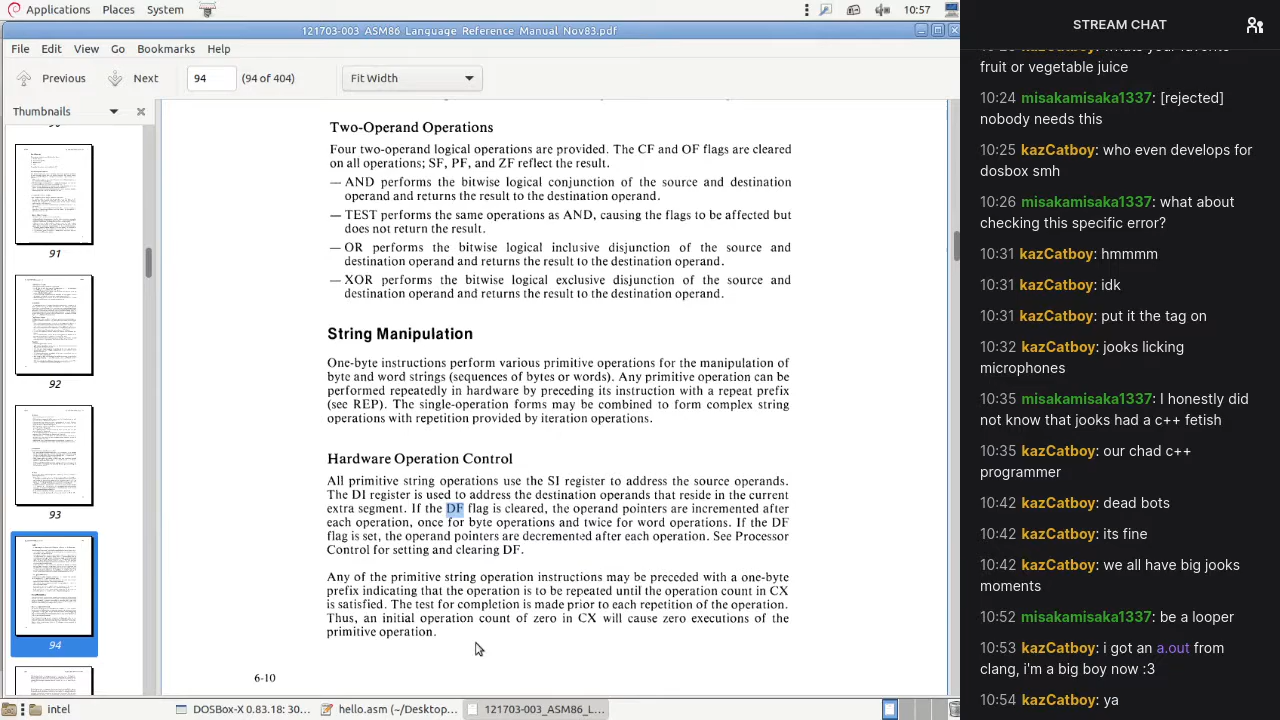 Applications Places System
10:57
121703-003_ASM86_Language_Reference_Manual_Nov83.pdf
File Edit View Go Bookmarks Help
Previous Next 94 (94 of 404) Fit Width
Thumbnails
91
92
93
94
Two-Operand Operations
Four two-operand logical operations are provided. The CF and OF flags are cleared
on all operations; SF, PF, and ZF reflect the result.
— AND performs the bitwise logical conjunction of the source and destination
operand and returns the result to the destination operand.
— TEST performs the same operations as AND, causing the flags to be affected but
does not return the result.
— OR performs the bitwise logical inclusive disjunction of the source and
destination operand and returns the result to the destination operand.
— XOR performs the bitwise logical exclusive disjunction of the source and
destination operand and returns the result to the destination operand.
String Manipulation
One-byte instructions perform various primitive operations for the manipulation of
byte and word strings (sequences of bytes or words). Any primitive operation can be
performed repeatedly in hardware by preceding its instruction with a repeat prefix
(see REP). The single-operation forms may be combined to form complex string
operations with repetition provided by iteration operations.
Hardware Operation Control
All primitive string operations use the SI register to address the source operands.
The DI register is used to address the destination operands that reside in the current
extra segment. If the DF flag is cleared, the operand pointers are incremented after
each operation, once for byte operations and twice for word operations. If the DF
flag is set, the operand pointers are decremented after each operation. See Processor
Control for setting and clearing DF.
Any of the primitive string operation instructions may be preceded with a one-byte
prefix indicating that the operation is to be repeated until the operation count in CX
is satisfied. The test for completion is made prior to each repetition of the operation.
Thus, an initial operation count of zero in CX will cause zero executions of the
primitive operation.
6-10
intel
DOSBox-X 0.83.18: 30...
(~/Desktop...
121703-003_ASM86_L...
STREAM CHAT
fruit or vegetable juice
10:24 misakamisaka1337: [rejected]
nobody needs this
10:25 kazCatboy: who even develops for
dosbox smh
10:26 misakamisaka1337: what about
checking this specific error?
10:31 kazCatboy: hmmmm
10:31 kazCatboy: idk
10:31 kazCatboy: put it the tag on
10:32 kazCatboy: jooks licking
microphones
10:35 misakamisaka1337: I honestly did
not know that jooks had a c++ fetish
10:35 kazCatboy: our chad c++
programmer
10:42 kazCatboy: dead bots
10:42 kazCatboy: its fine
10:42 kazCatboy: we all have big jooks
moments
10:52 misakamisaka1337: be a looper
10:53 kazCatboy: i got an a.out from
clang, i'm a big boy now :3
10:54 kazCatboy: ya